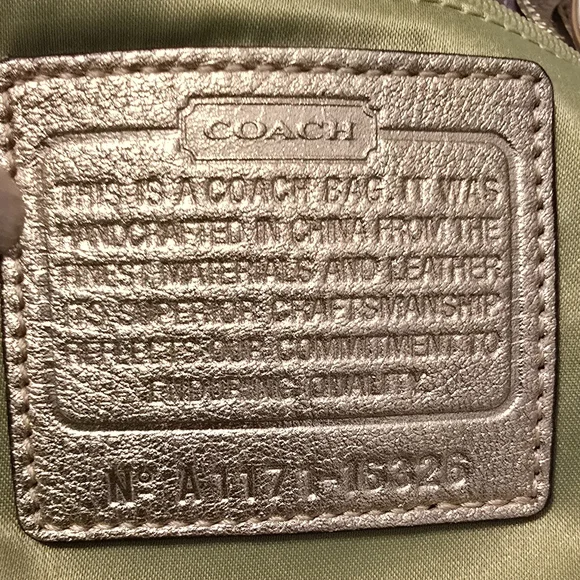 COACH
THIS IS A COACH BAG. IT WAS
HANDCRAFTED IN CHINA FROM THE
FINEST MATERIALS AND LEATHER
ITS SUPERIOR CRAFTSMANSHIP
REFLECTS OUR COMMITMENT TO
ENDURING QUALITY.
Nº A1171-15326